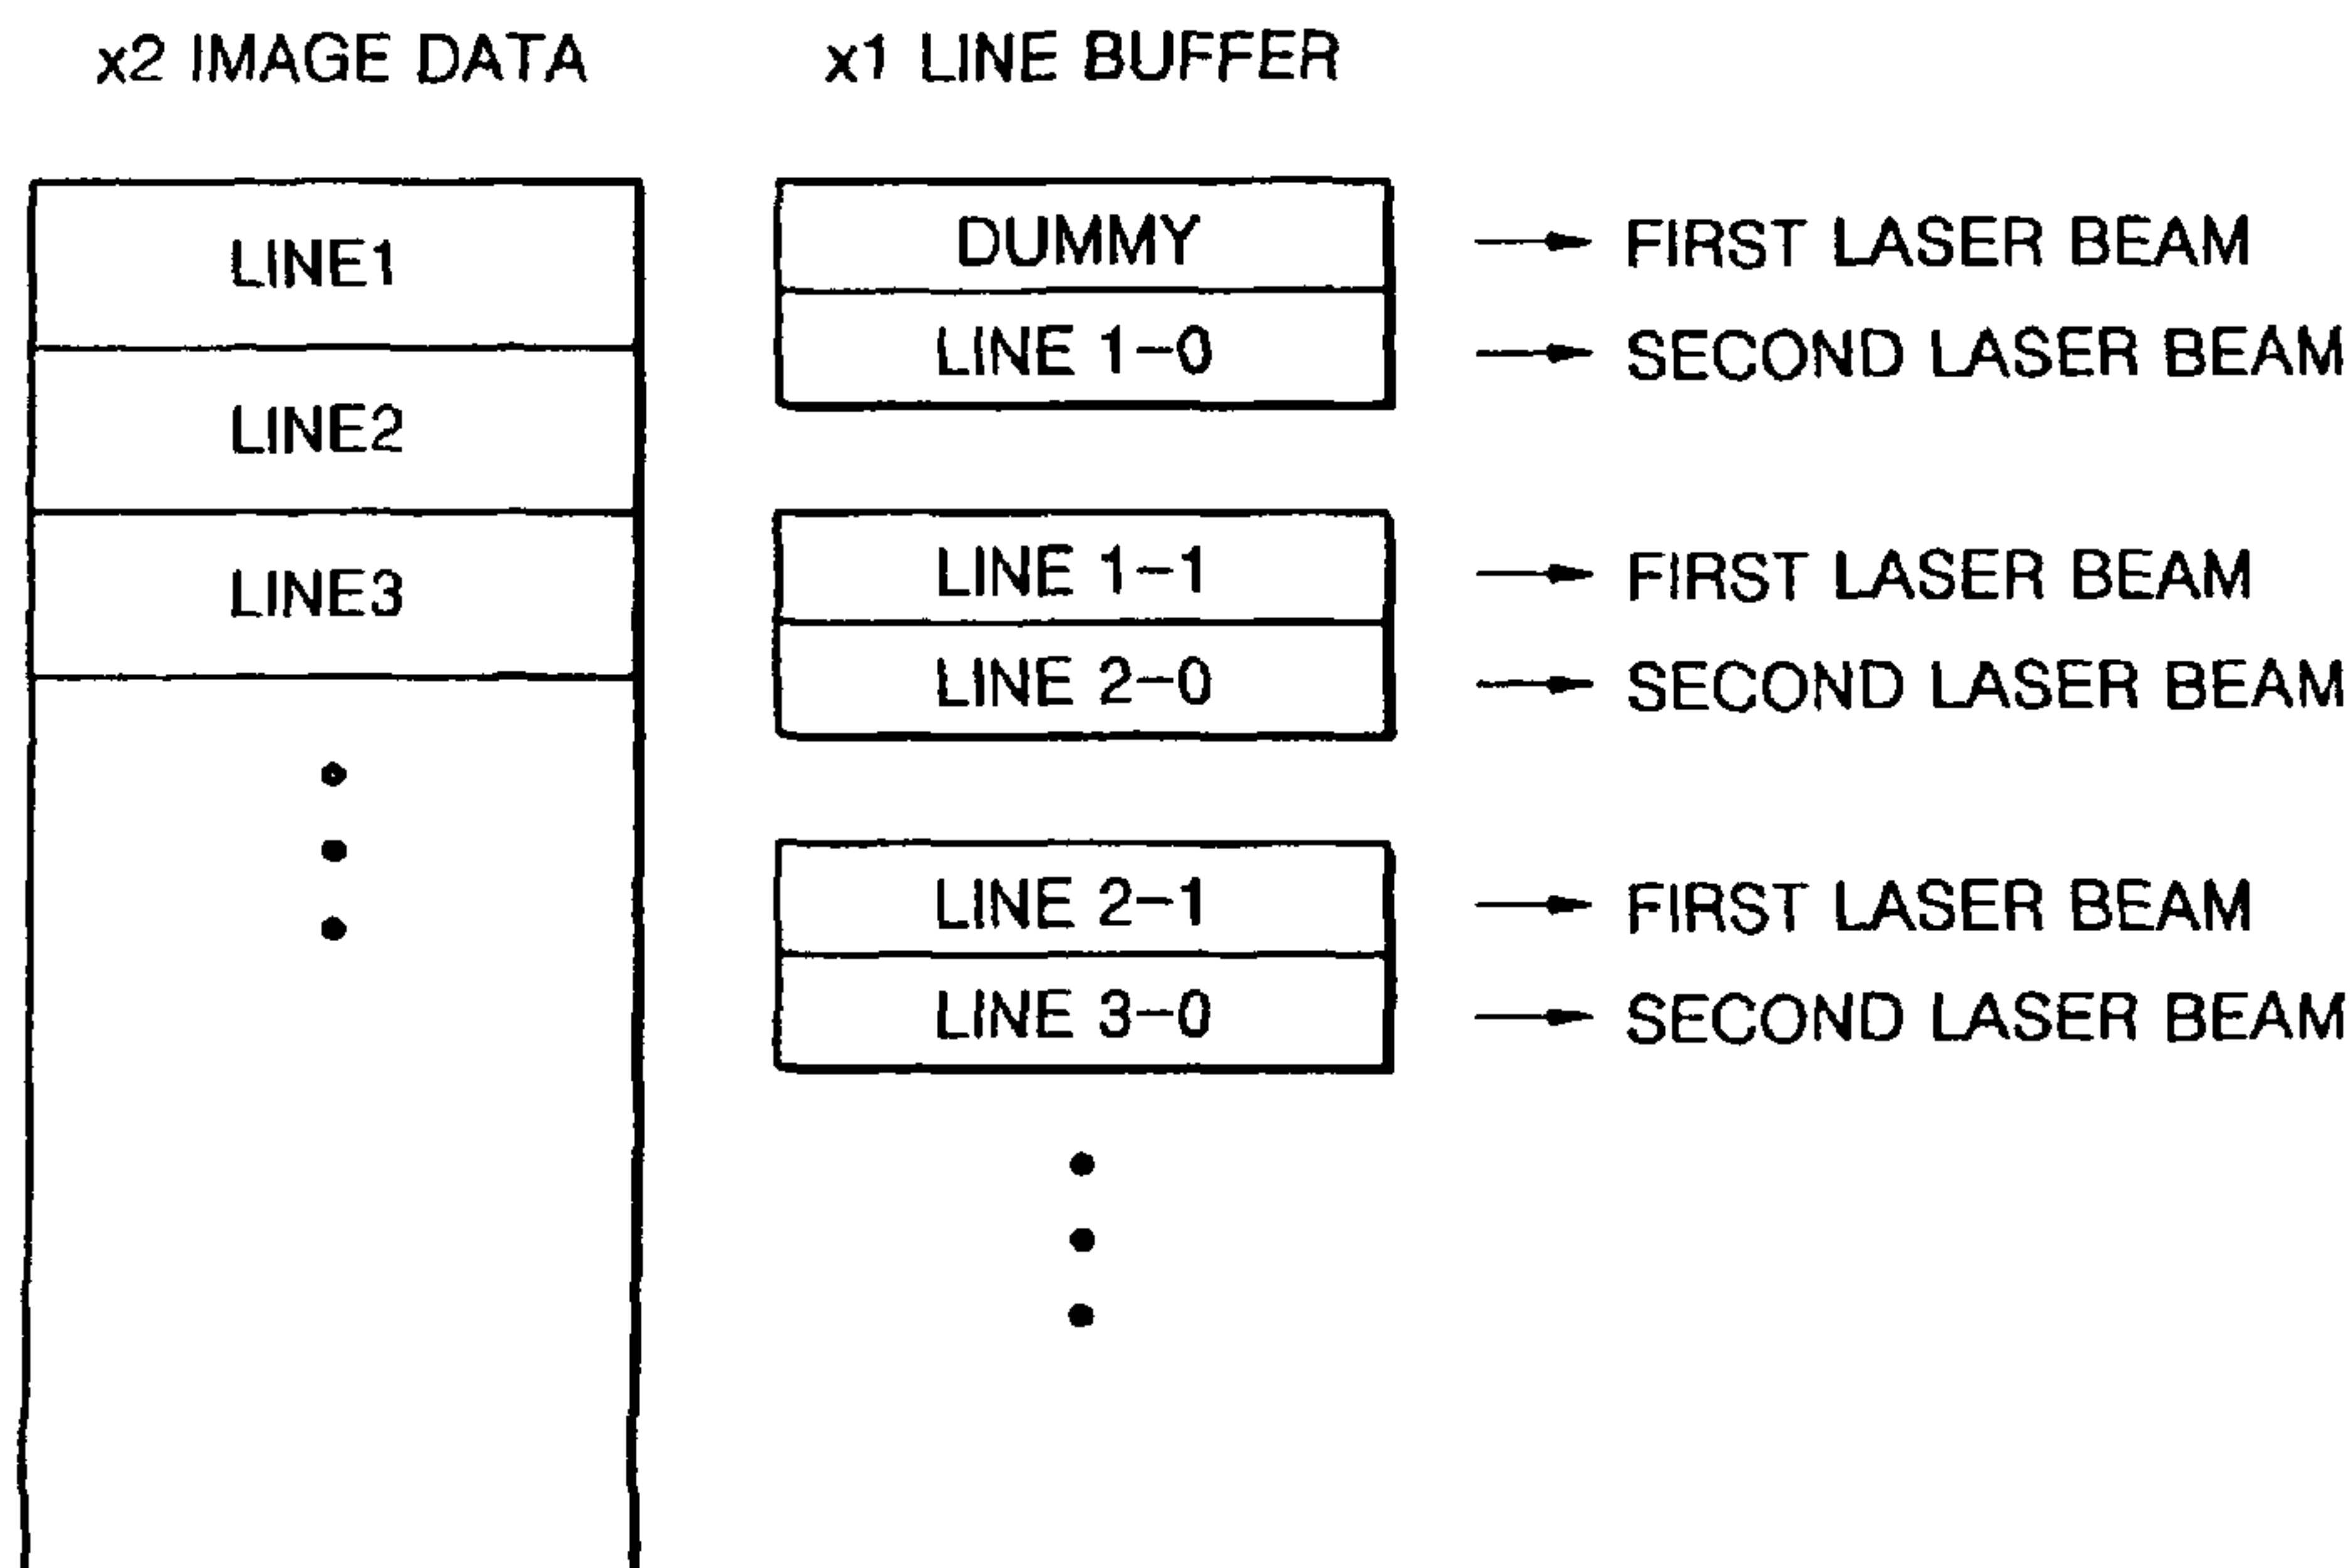 x2 IMAGE DATA
x1 LINE BUFFER
LINE1
LINE2
LINE3
DUMMY → FIRST LASER BEAM
LINE 1-0 → SECOND LASER BEAM
LINE 1-1 → FIRST LASER BEAM
LINE 2-0 → SECOND LASER BEAM
LINE 2-1 → FIRST LASER BEAM
LINE 3-0 → SECOND LASER BEAM